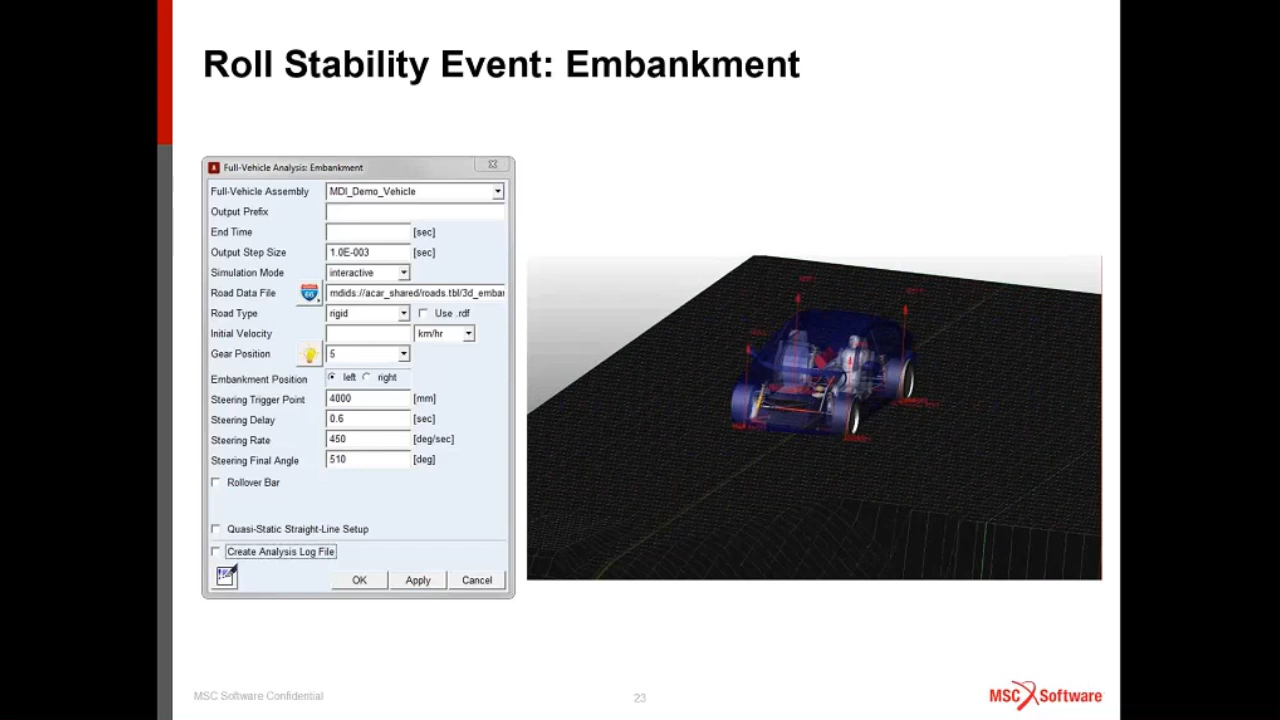 Roll Stability Event: Embankment
Full-Vehicle Analysis: Embankment
Full-Vehicle Assembly MDI_Demo_Vehicle
Output Prefix
End Time [sec]
Output Step Size 1.0E-003 [sec]
Simulation Mode interactive
Road Data File mdids://acar_shared/roads.tbl/3d_embar
Road Type rigid Use .rdf
Initial Velocity km/hr
Gear Position 5
Embankment Position left right
Steering Trigger Point 4000 [mm]
Steering Delay 0.6 [sec]
Steering Rate 450 [deg/sec]
Steering Final Angle 510 [deg]
Rollover Bar
Quasi-Static Straight-Line Setup
Create Analysis Log File
OK Apply Cancel
MSC Software Confidential
23
MSC Software